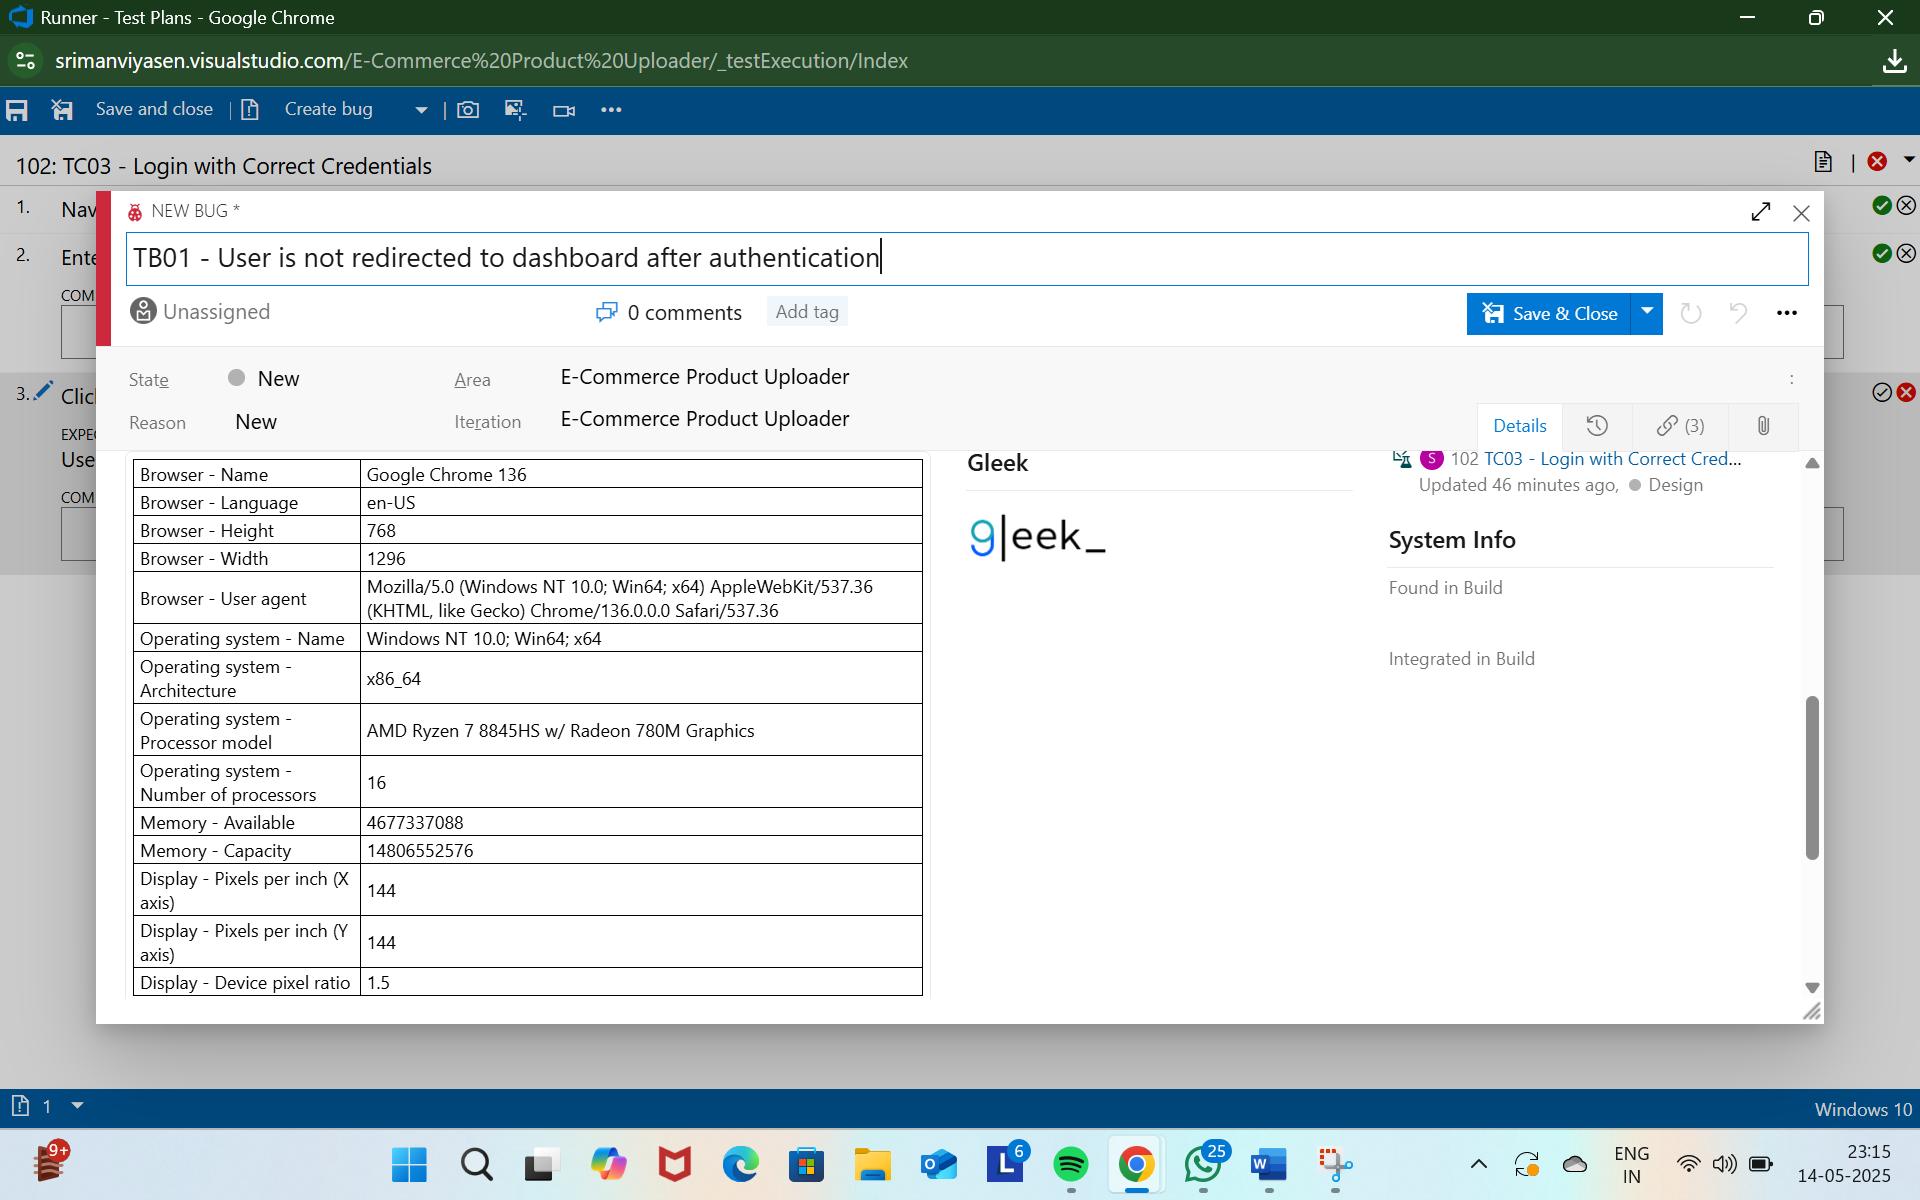 Runner - Test Plans - Google Chrome
srimanviyasen.visualstudio.com/E-Commerce%20Product%20Uploader/_testExecution/Index
Save and close | Create bug
102: TC03 - Login with Correct Credentials
1. Nav
2. Ente
COM
3. Clic
EXPE
Use
COM
NEW BUG *
TB01 - User is not redirected to dashboard after authentication
Unassigned
0 comments
Add tag
Save & Close
State
New
Area
E-Commerce Product Uploader
Reason
New
Iteration
E-Commerce Product Uploader
Details
(3)
Browser - Name Google Chrome 136
Browser - Language en-US
Browser - Height 768
Browser - Width 1296
Browser - User agent Mozilla/5.0 (Windows NT 10.0; Win64; x64) AppleWebKit/537.36
(KHTML, like Gecko) Chrome/136.0.0.0 Safari/537.36
Operating system - Name Windows NT 10.0; Win64; x64
Operating system -
Architecture x86_64
Operating system -
Processor model AMD Ryzen 7 8845HS w/ Radeon 780M Graphics
Operating system -
Number of processors 16
Memory - Available 4677337088
Memory - Capacity 14806552576
Display - Pixels per inch (X
axis) 144
Display - Pixels per inch (Y
axis) 144
Display - Device pixel ratio 1.5
Gleek
gleek_
S 102 TC03 - Login with Correct Cred...
Updated 46 minutes ago, Design
System Info
Found in Build
Integrated in Build
1
Windows 10
9+
L 6
25
W
ENG
IN
23:15
14-05-2025